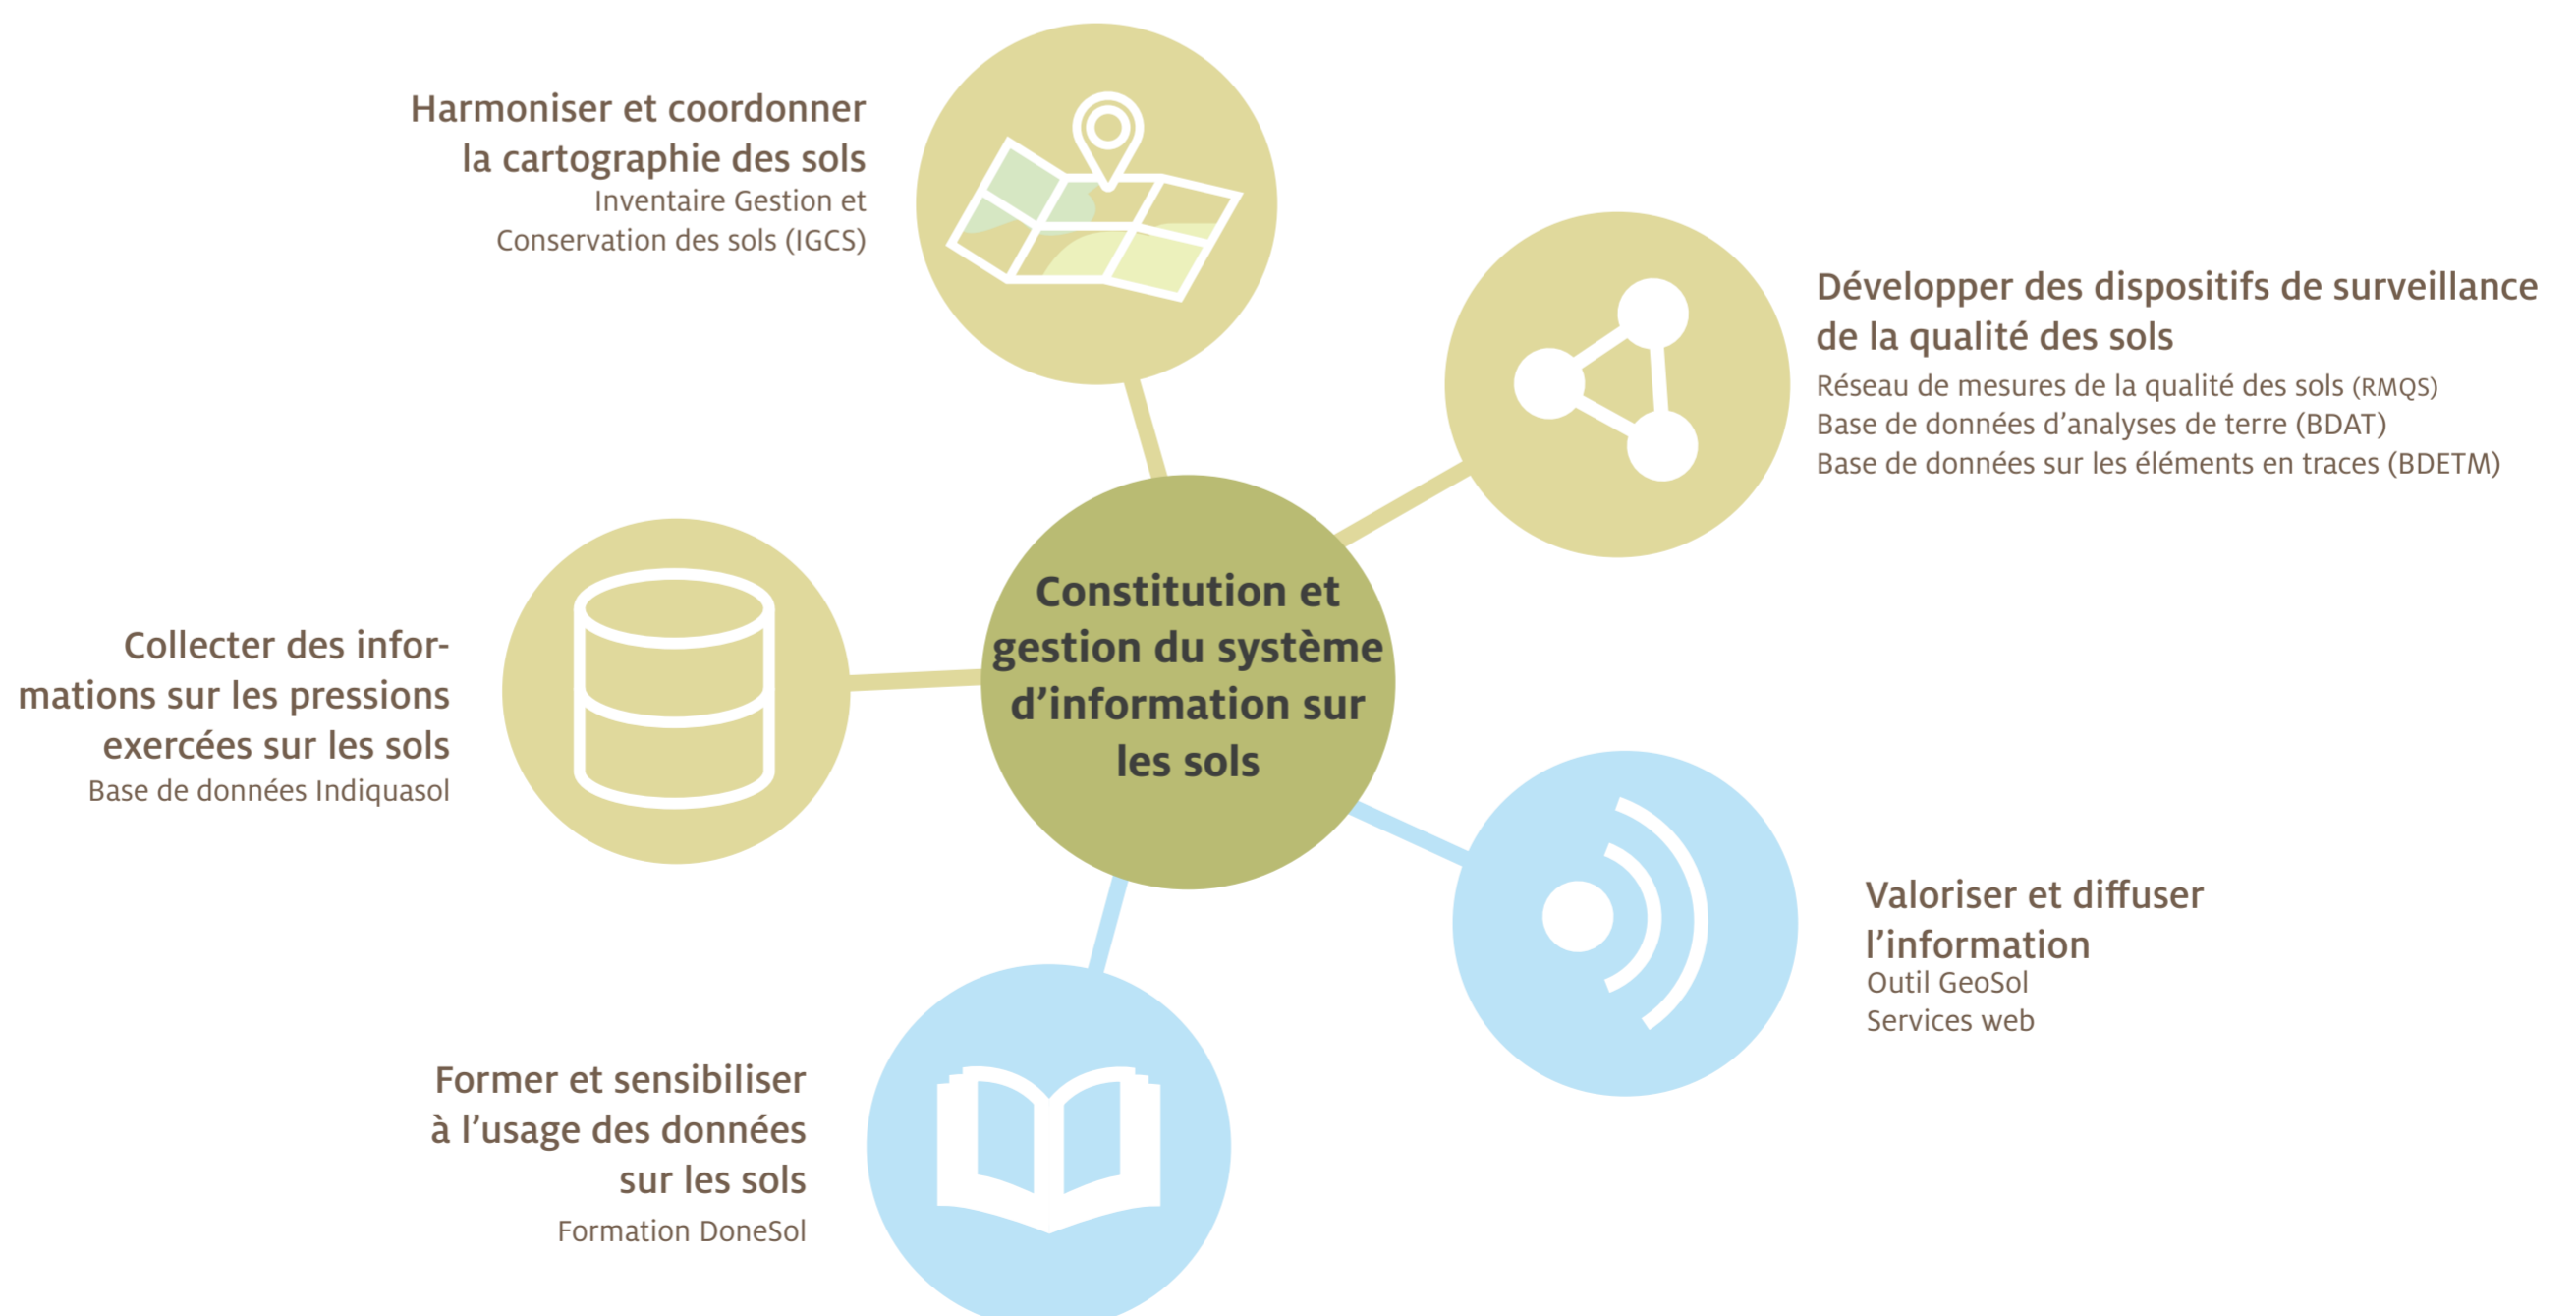 Harmoniser et coordonner
la cartographie des sols
Inventaire Gestion et
Conservation des sols (IGCS)
Développer des dispositifs de surveillance
de la qualité des sols
Réseau de mesures de la qualité des sols (RMQS)
Base de données d’analyses de terre (BDAT)
Base de données sur les éléments en traces (BDETM)
Constitution et
gestion du système
d’information sur
les sols
Collecter des infor-
mations sur les pressions
exercées sur les sols
Base de données Indiquasol
Valoriser et diffuser
l’information
Outil GeoSol
Services web
Former et sensibiliser
à l’usage des données
sur les sols
Formation DoneSol